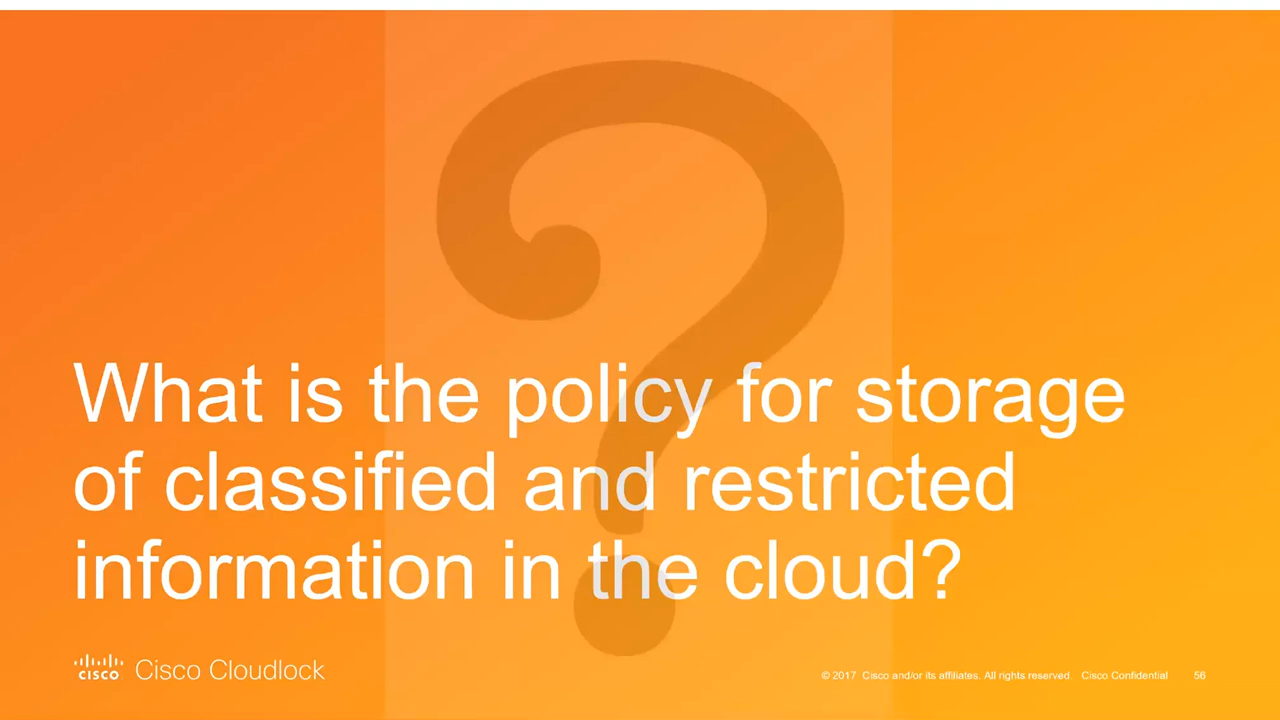 What is the policy for storage
of classified and restricted
information in the cloud?
cisco Cisco Cloudlock
© 2017 Cisco and/or its affiliates. All rights reserved. Cisco Confidential 56